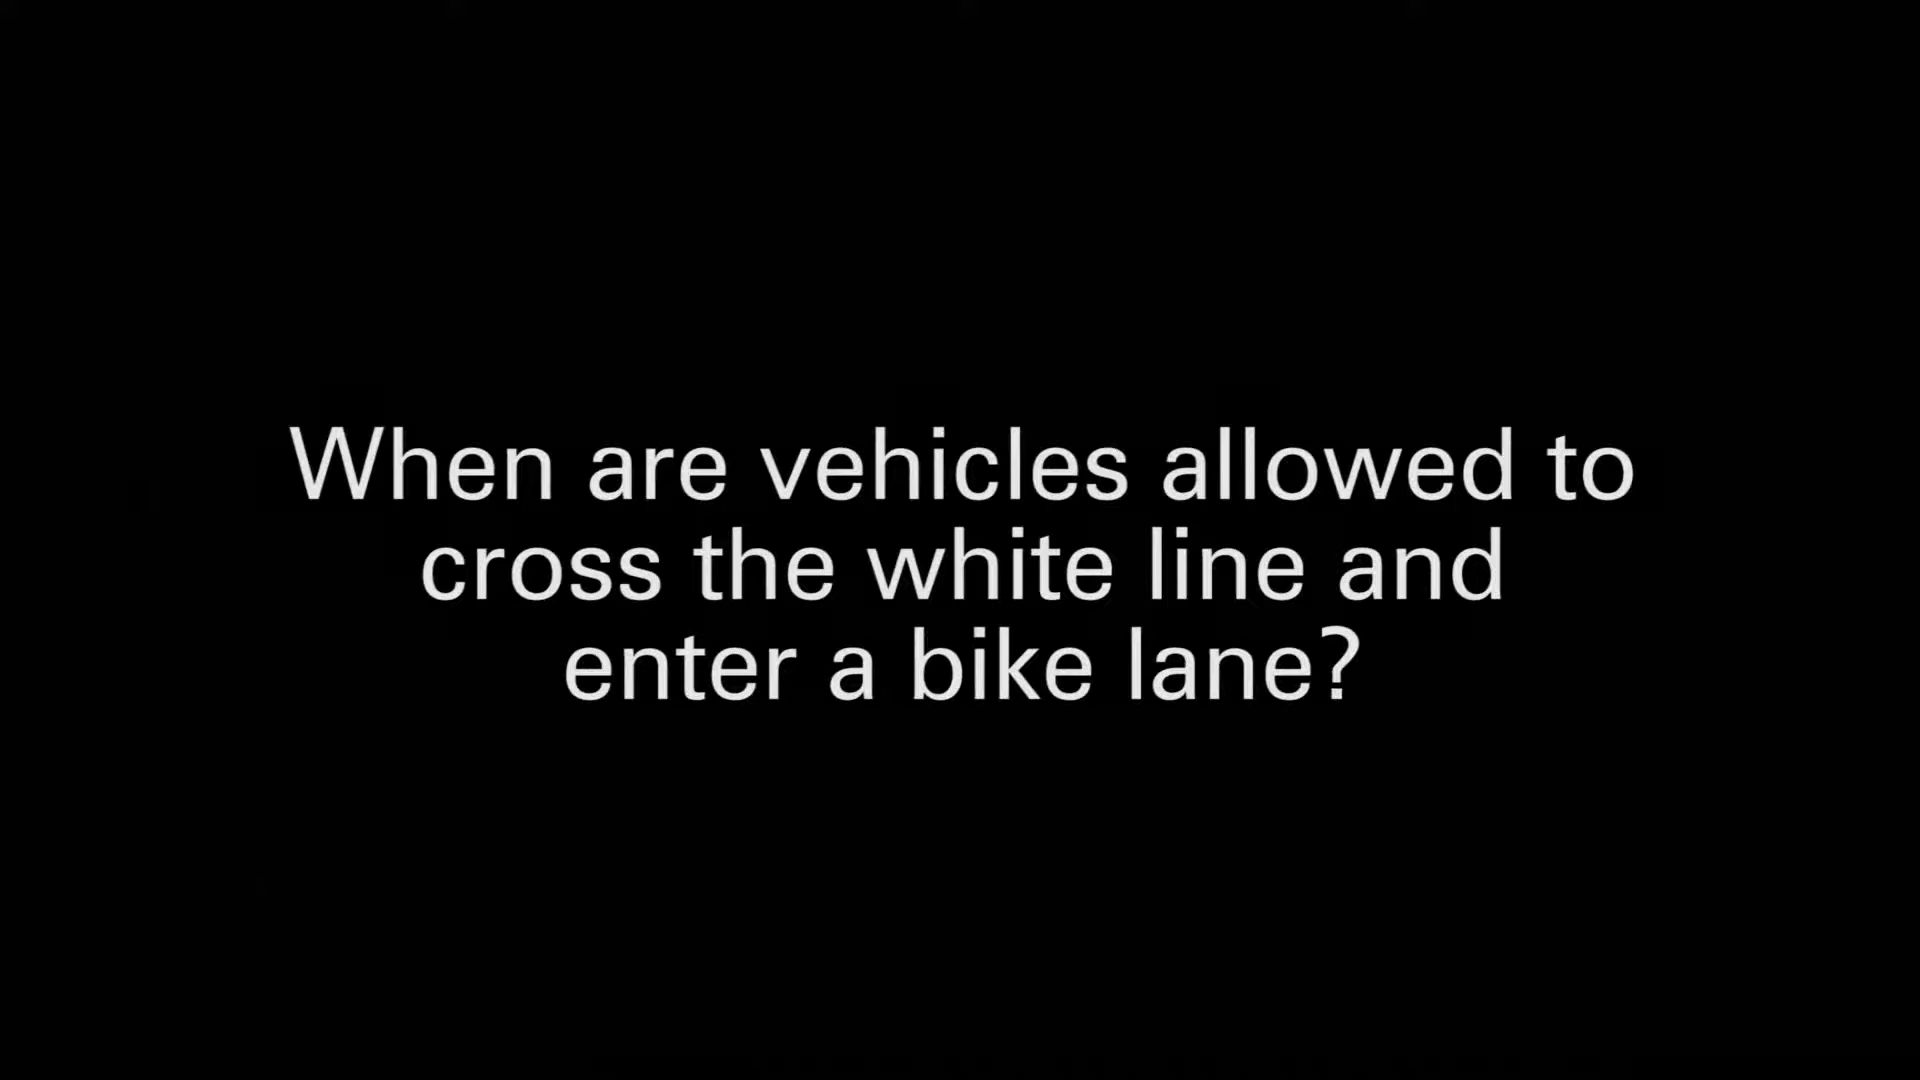 When are vehicles allowed to
cross the white line and
enter a bike lane?